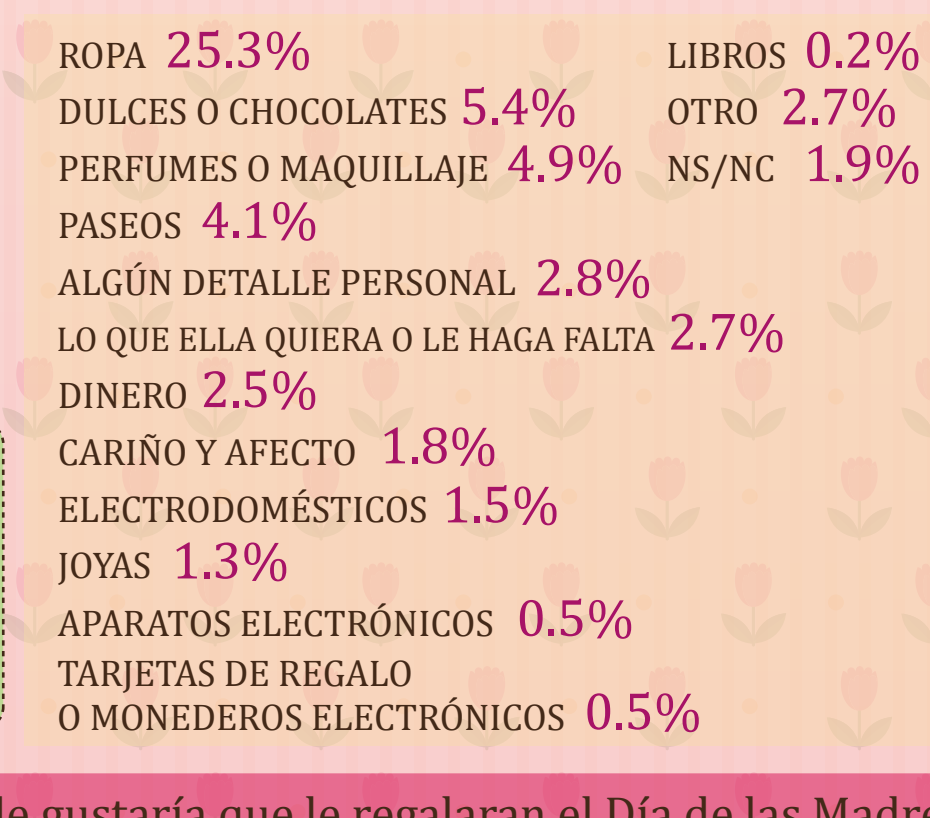 ROPA 25.3%
DULCES O CHOCOLATES 5.4%
PERFUMES O MAQUILLAJE 4.9%
PASEOS 4.1%
ALGÚN DETALLE PERSONAL 2.8%
LO QUE ELLA QUIERA O LE HAGA FALTA 2.7%
DINERO 2.5%
CARIÑO Y AFECTO 1.8%
ELECTRODOMÉSTICOS 1.5%
JOYAS 1.3%
APARATOS ELECTRÓNICOS 0.5%
TARJETAS DE REGALO
O MONEDEROS ELECTRÓNICOS 0.5%
LIBROS 0.2%
OTRO 2.7%
NS/NC 1.9%
le gustaría que le regalaran el Día de las Madre